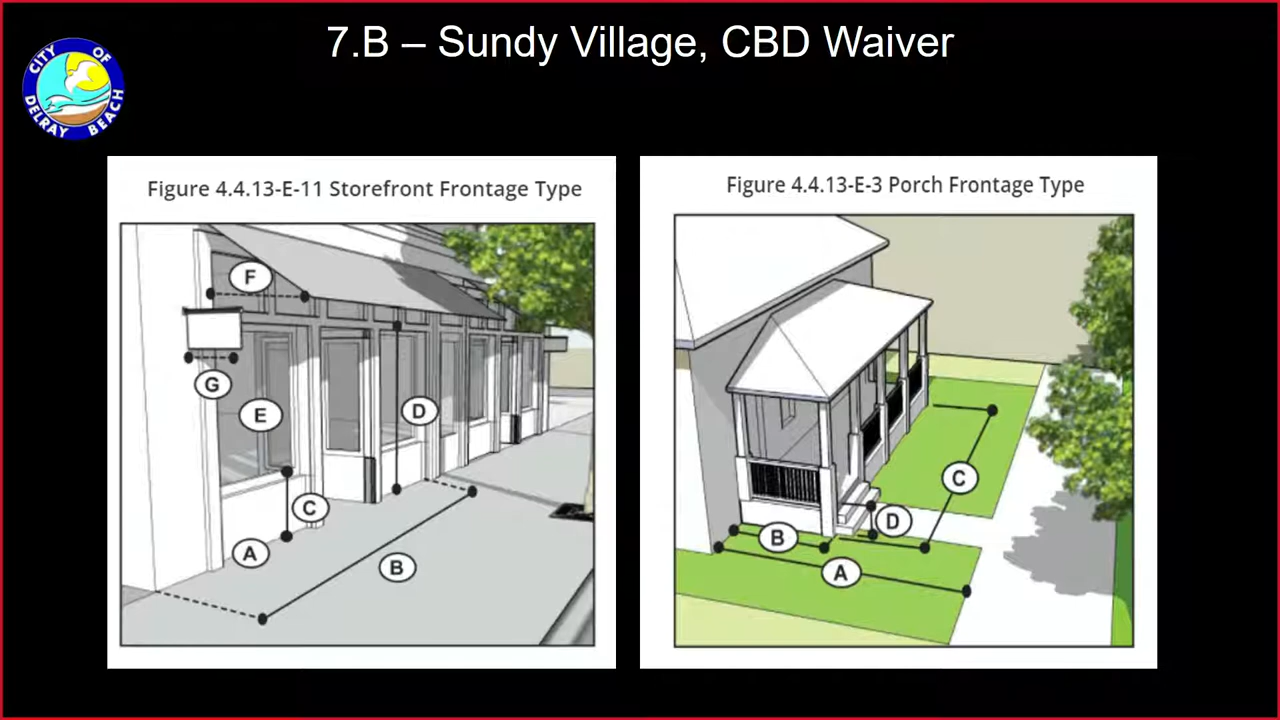 7.B – Sundy Village, CBD Waiver
CITY OF
DELRAY BEACH
Figure 4.4.13-E-11 Storefront Frontage Type
F
G
E
D
C
A
B
Figure 4.4.13-E-3 Porch Frontage Type
C
D
B
A